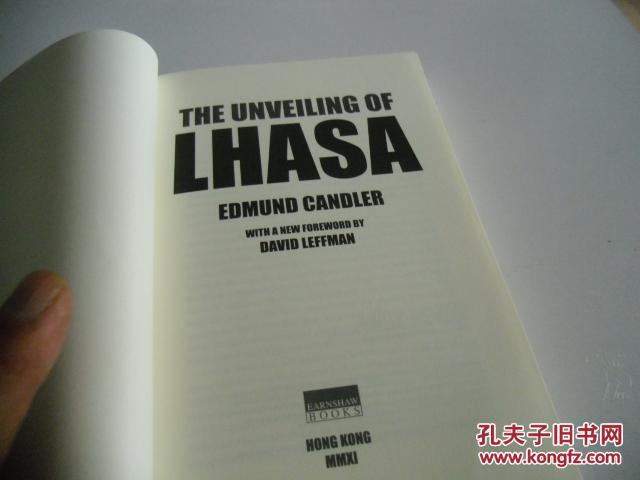 THE UNVEILING OF
LHASA
EDMUND CANDLER
WITH A NEW FOREWORD BY
DAVID LEFFMAN
EARNSHAW
BOOKS
HONG KONG
MMXI
孔夫子旧书网
www.kongfz.com